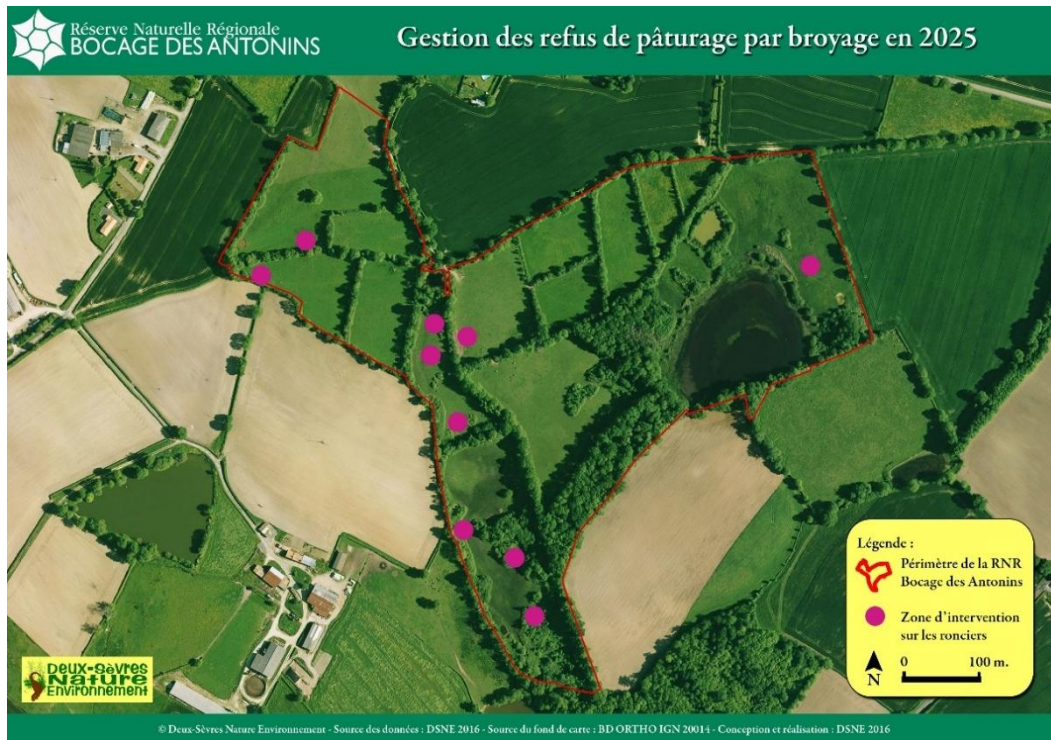 Réserve Naturelle Régionale
BOCAGE DES ANTONINS
Gestion des refus de pâturage par broyage en 2025
Légende :
Périmètre de la RNR
Bocage des Antonins
Zone d'intervention
sur les ronciers
0 100 m.
N
Deux-Sèvres
Nature
Environnement
© Deux-Sèvres Nature Environnement - Source des données : DSNE 2016 - Source du fond de carte : BD ORTHO IGN 20014 - Conception et réalisation : DSNE 2016